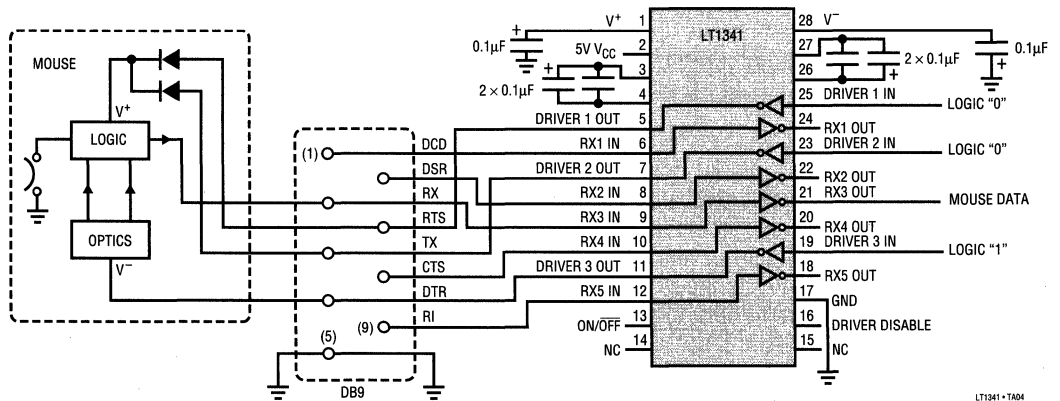 MOUSE
V+
LOGIC
OPTICS
V−
(1)
(9)
(5)
DB9
DCD
DSR
RX
RTS
TX
CTS
DTR
RI
0.1µF
V+
5V VCC
2 × 0.1µF
DRIVER 1 OUT
RX1 IN
DRIVER 2 OUT
RX2 IN
RX3 IN
RX4 IN
DRIVER 3 OUT
RX5 IN
ON/OFF
NC
1
2
3
4
5
6
7
8
9
10
11
12
13
14
LT1341
28 V−
27
26
25 DRIVER 1 IN
24 RX1 OUT
23 DRIVER 2 IN
22 RX2 OUT
21 RX3 OUT
20 RX4 OUT
19 DRIVER 3 IN
18 RX5 OUT
17 GND
16 DRIVER DISABLE
15 NC
2 × 0.1µF
0.1µF
LOGIC "0"
LOGIC "0"
MOUSE DATA
LOGIC "1"
LT1341 • TA04